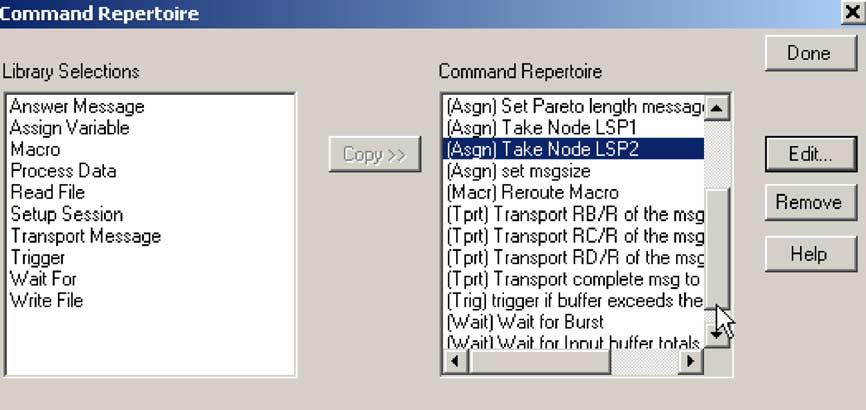 Command Repertoire
Done
Library Selections
Command Repertoire
Answer Message
Assign Variable
Macro
Process Data
Read File
Setup Session
Transport Message
Trigger
Wait For
Write File
Copy >>
(Asgn) Set Pareto length message
(Asgn) Take Node LSP1
(Asgn) Take Node LSP2
(Asgn) set msgsize
(Macr) Reroute Macro
(Tprt) Transport RB/R of the msg
(Tprt) Transport RC/R of the msg
(Tprt) Transport RD/R of the msg
(Tprt) Transport complete msg to
(Trig) trigger if buffer exceeds the
(Wait) Wait for Burst
(Wait) Wait for Input buffer totals
Edit...
Remove
Help